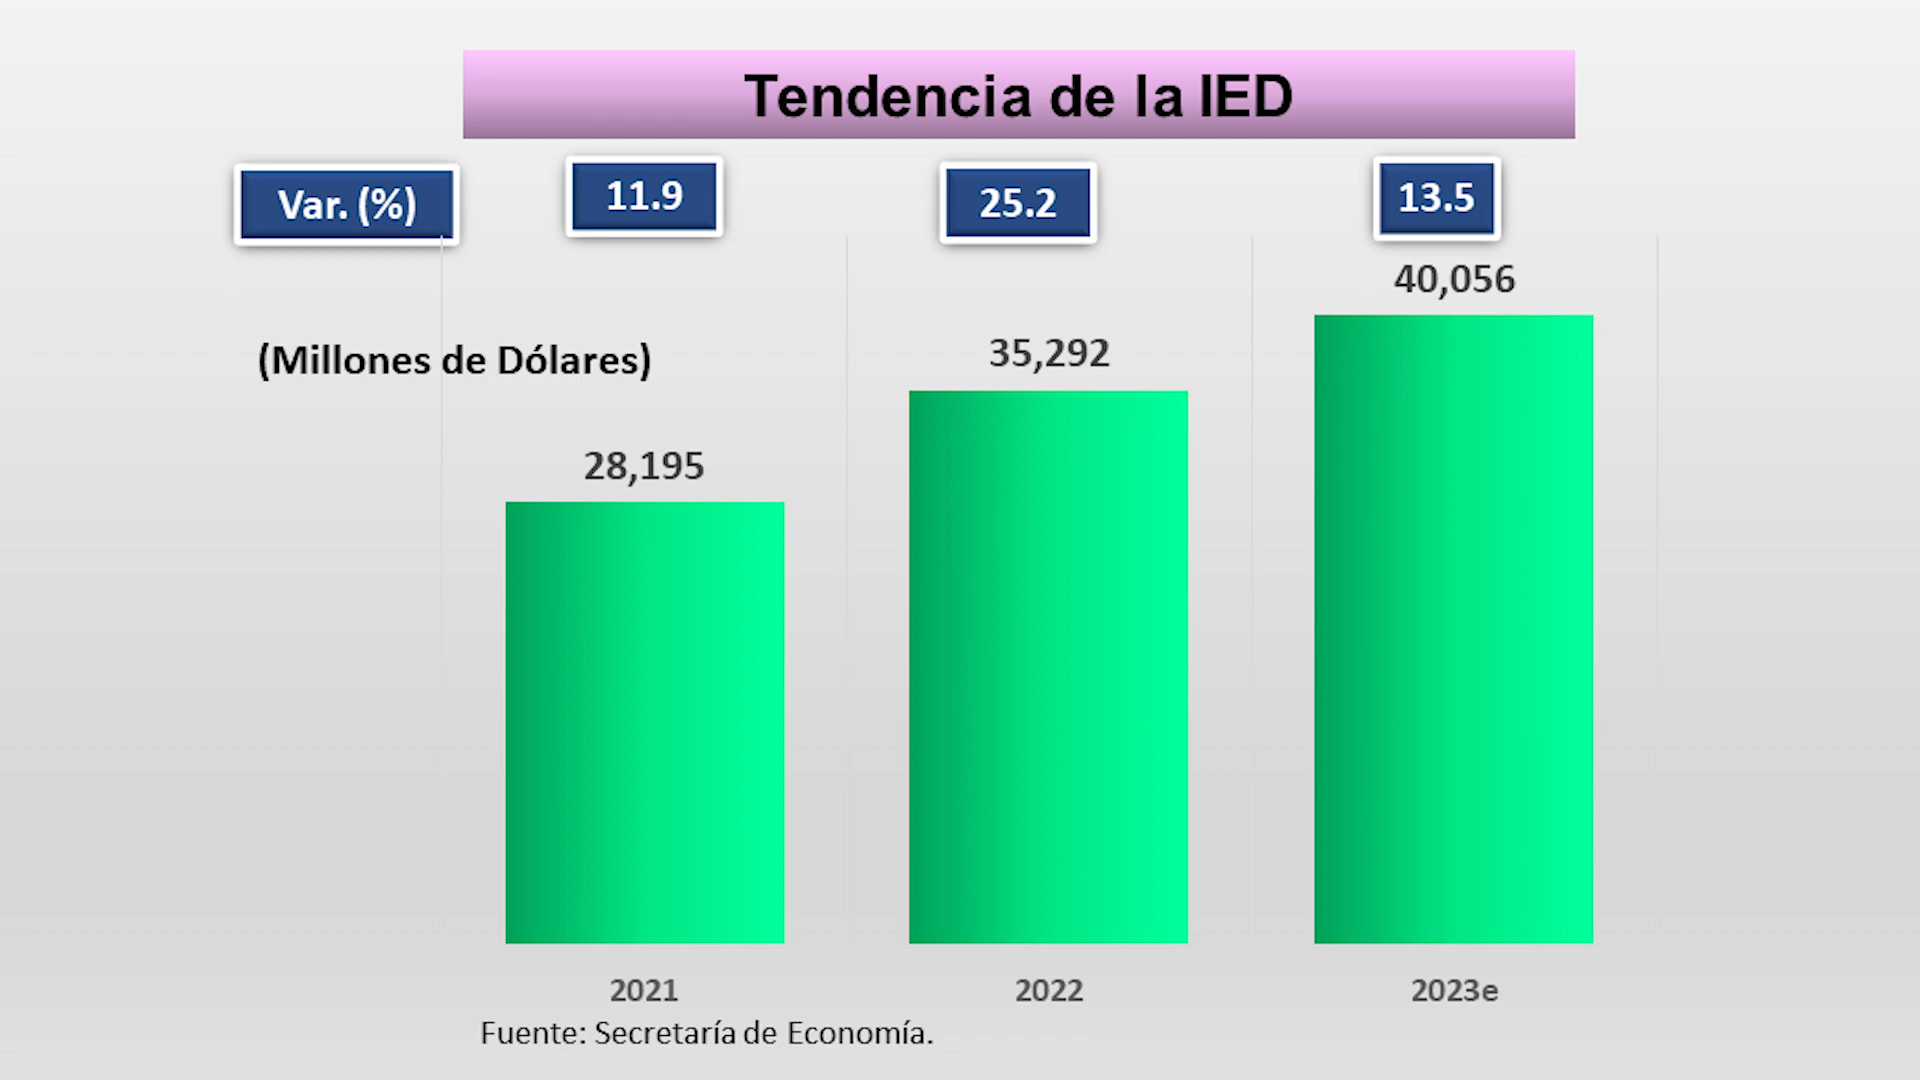 Tendencia de la IED
Var. (%)
11.9
25.2
13.5
40,056
(Millones de Dólares)
35,292
28,195
2021
2022
2023e
Fuente: Secretaría de Economía.